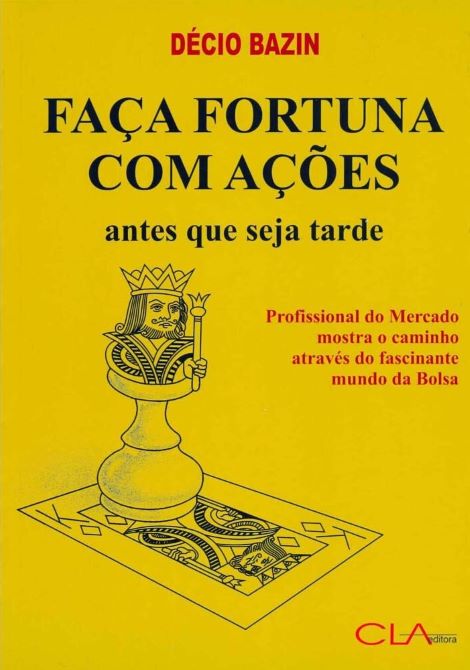 DÉCIO BAZIN
FAÇA FORTUNA
COM AÇÕES
antes que seja tarde
Profissional do Mercado
mostra o caminho
através do fascinante
mundo da Bolsa
K
K
CLA editora